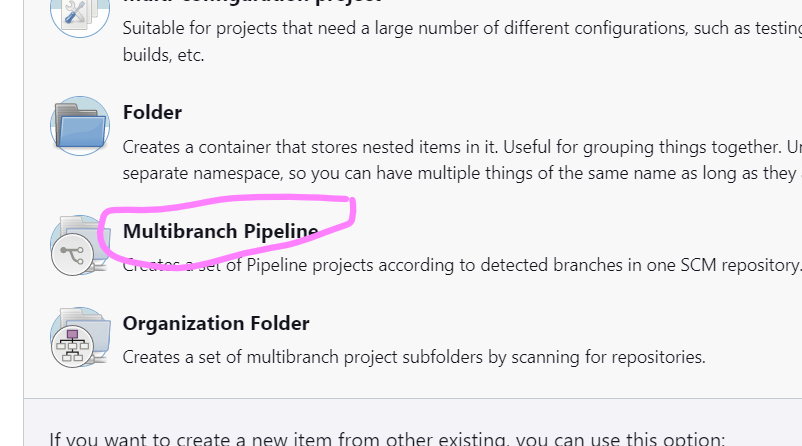 Multi-configuration project
Suitable for projects that need a large number of different configurations, such as testing
builds, etc.
Folder
Creates a container that stores nested items in it. Useful for grouping things together. Un
separate namespace, so you can have multiple things of the same name as long as they
Multibranch Pipeline
Creates a set of Pipeline projects according to detected branches in one SCM repository.
Organization Folder
Creates a set of multibranch project subfolders by scanning for repositories.
If you want to create a new item from other existing, you can use this option: